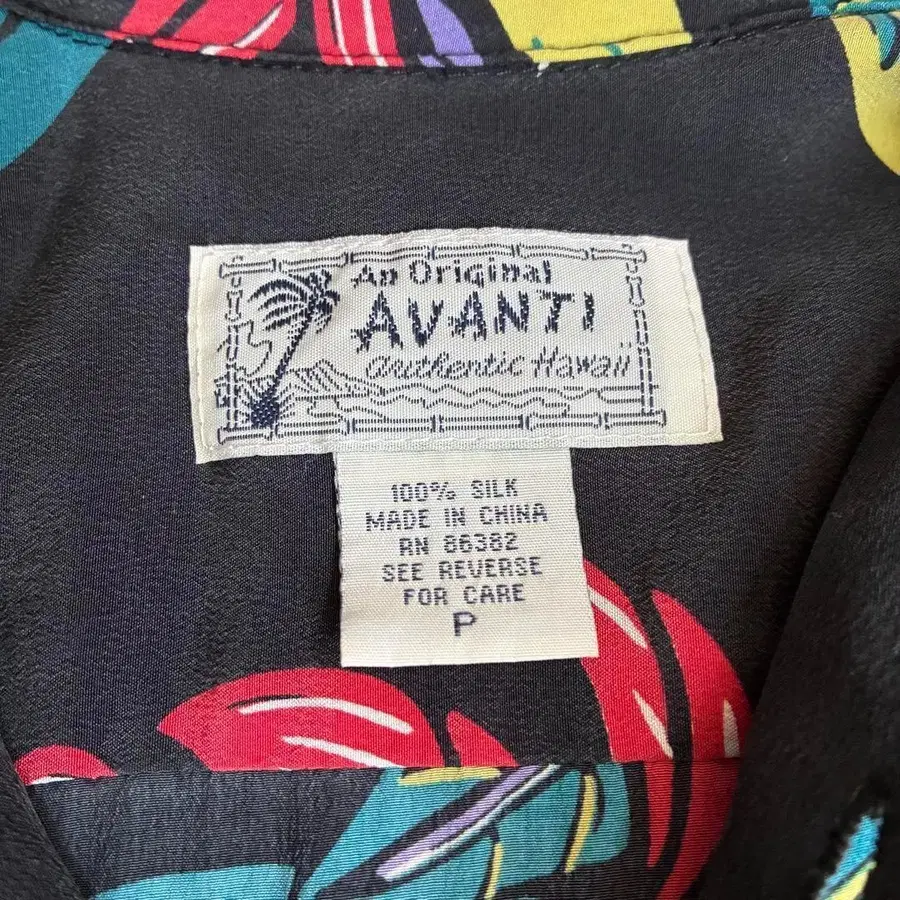 An Original
AVANTI
authentic Hawaii
100% SILK
MADE IN CHINA
RN 86382
SEE REVERSE
FOR CARE
P